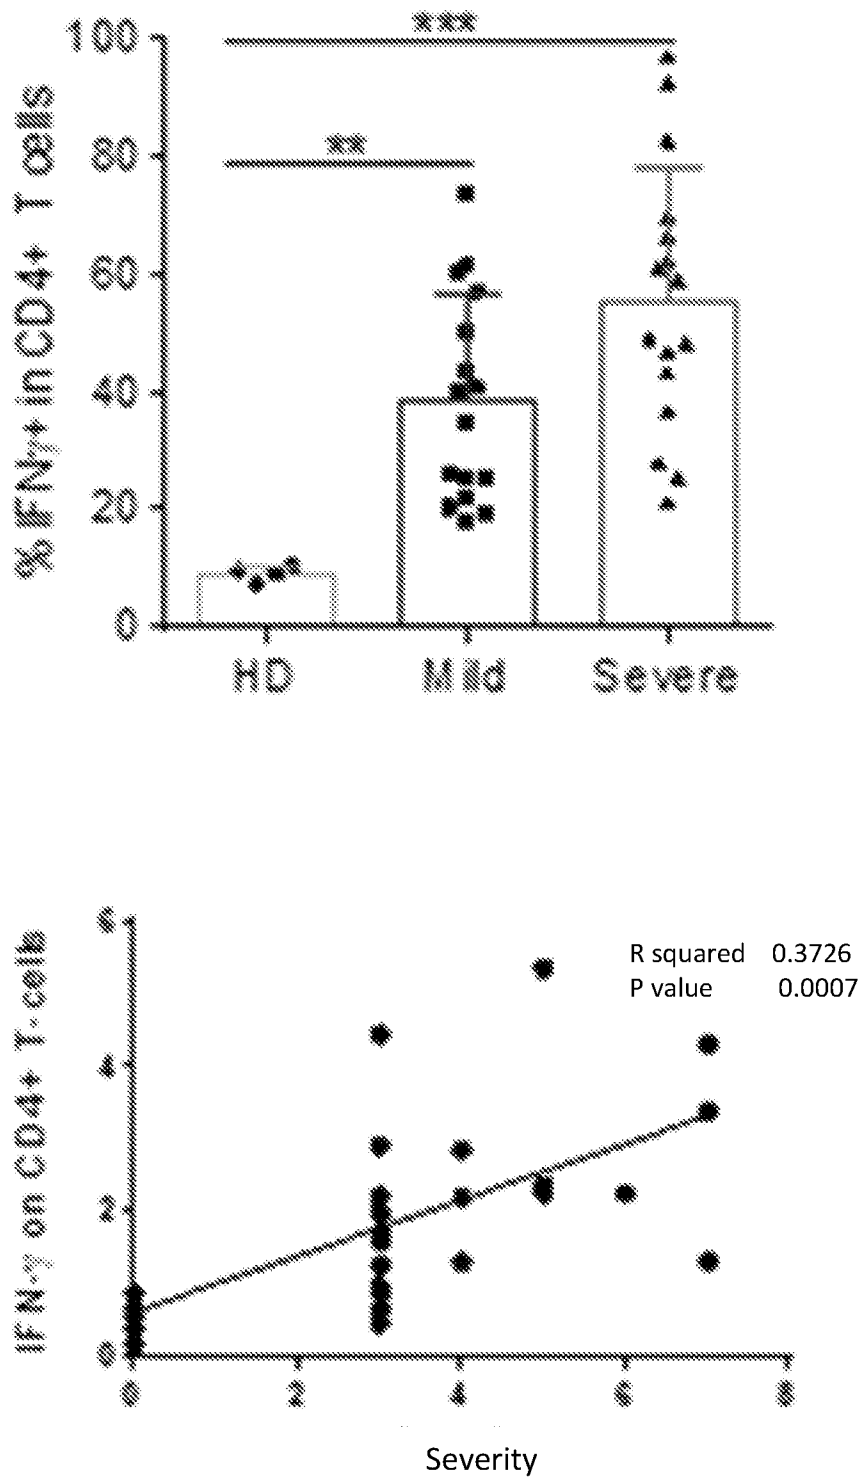 ***
100
80
60
40
20
0
**
% IFNγ+ in CD4+ T cells
HD Mild Severe
6
4
2
0
IFN-γ on CD4+ T-cells
R squared 0.3726
P value 0.0007
0 2 4 6 8
Severity